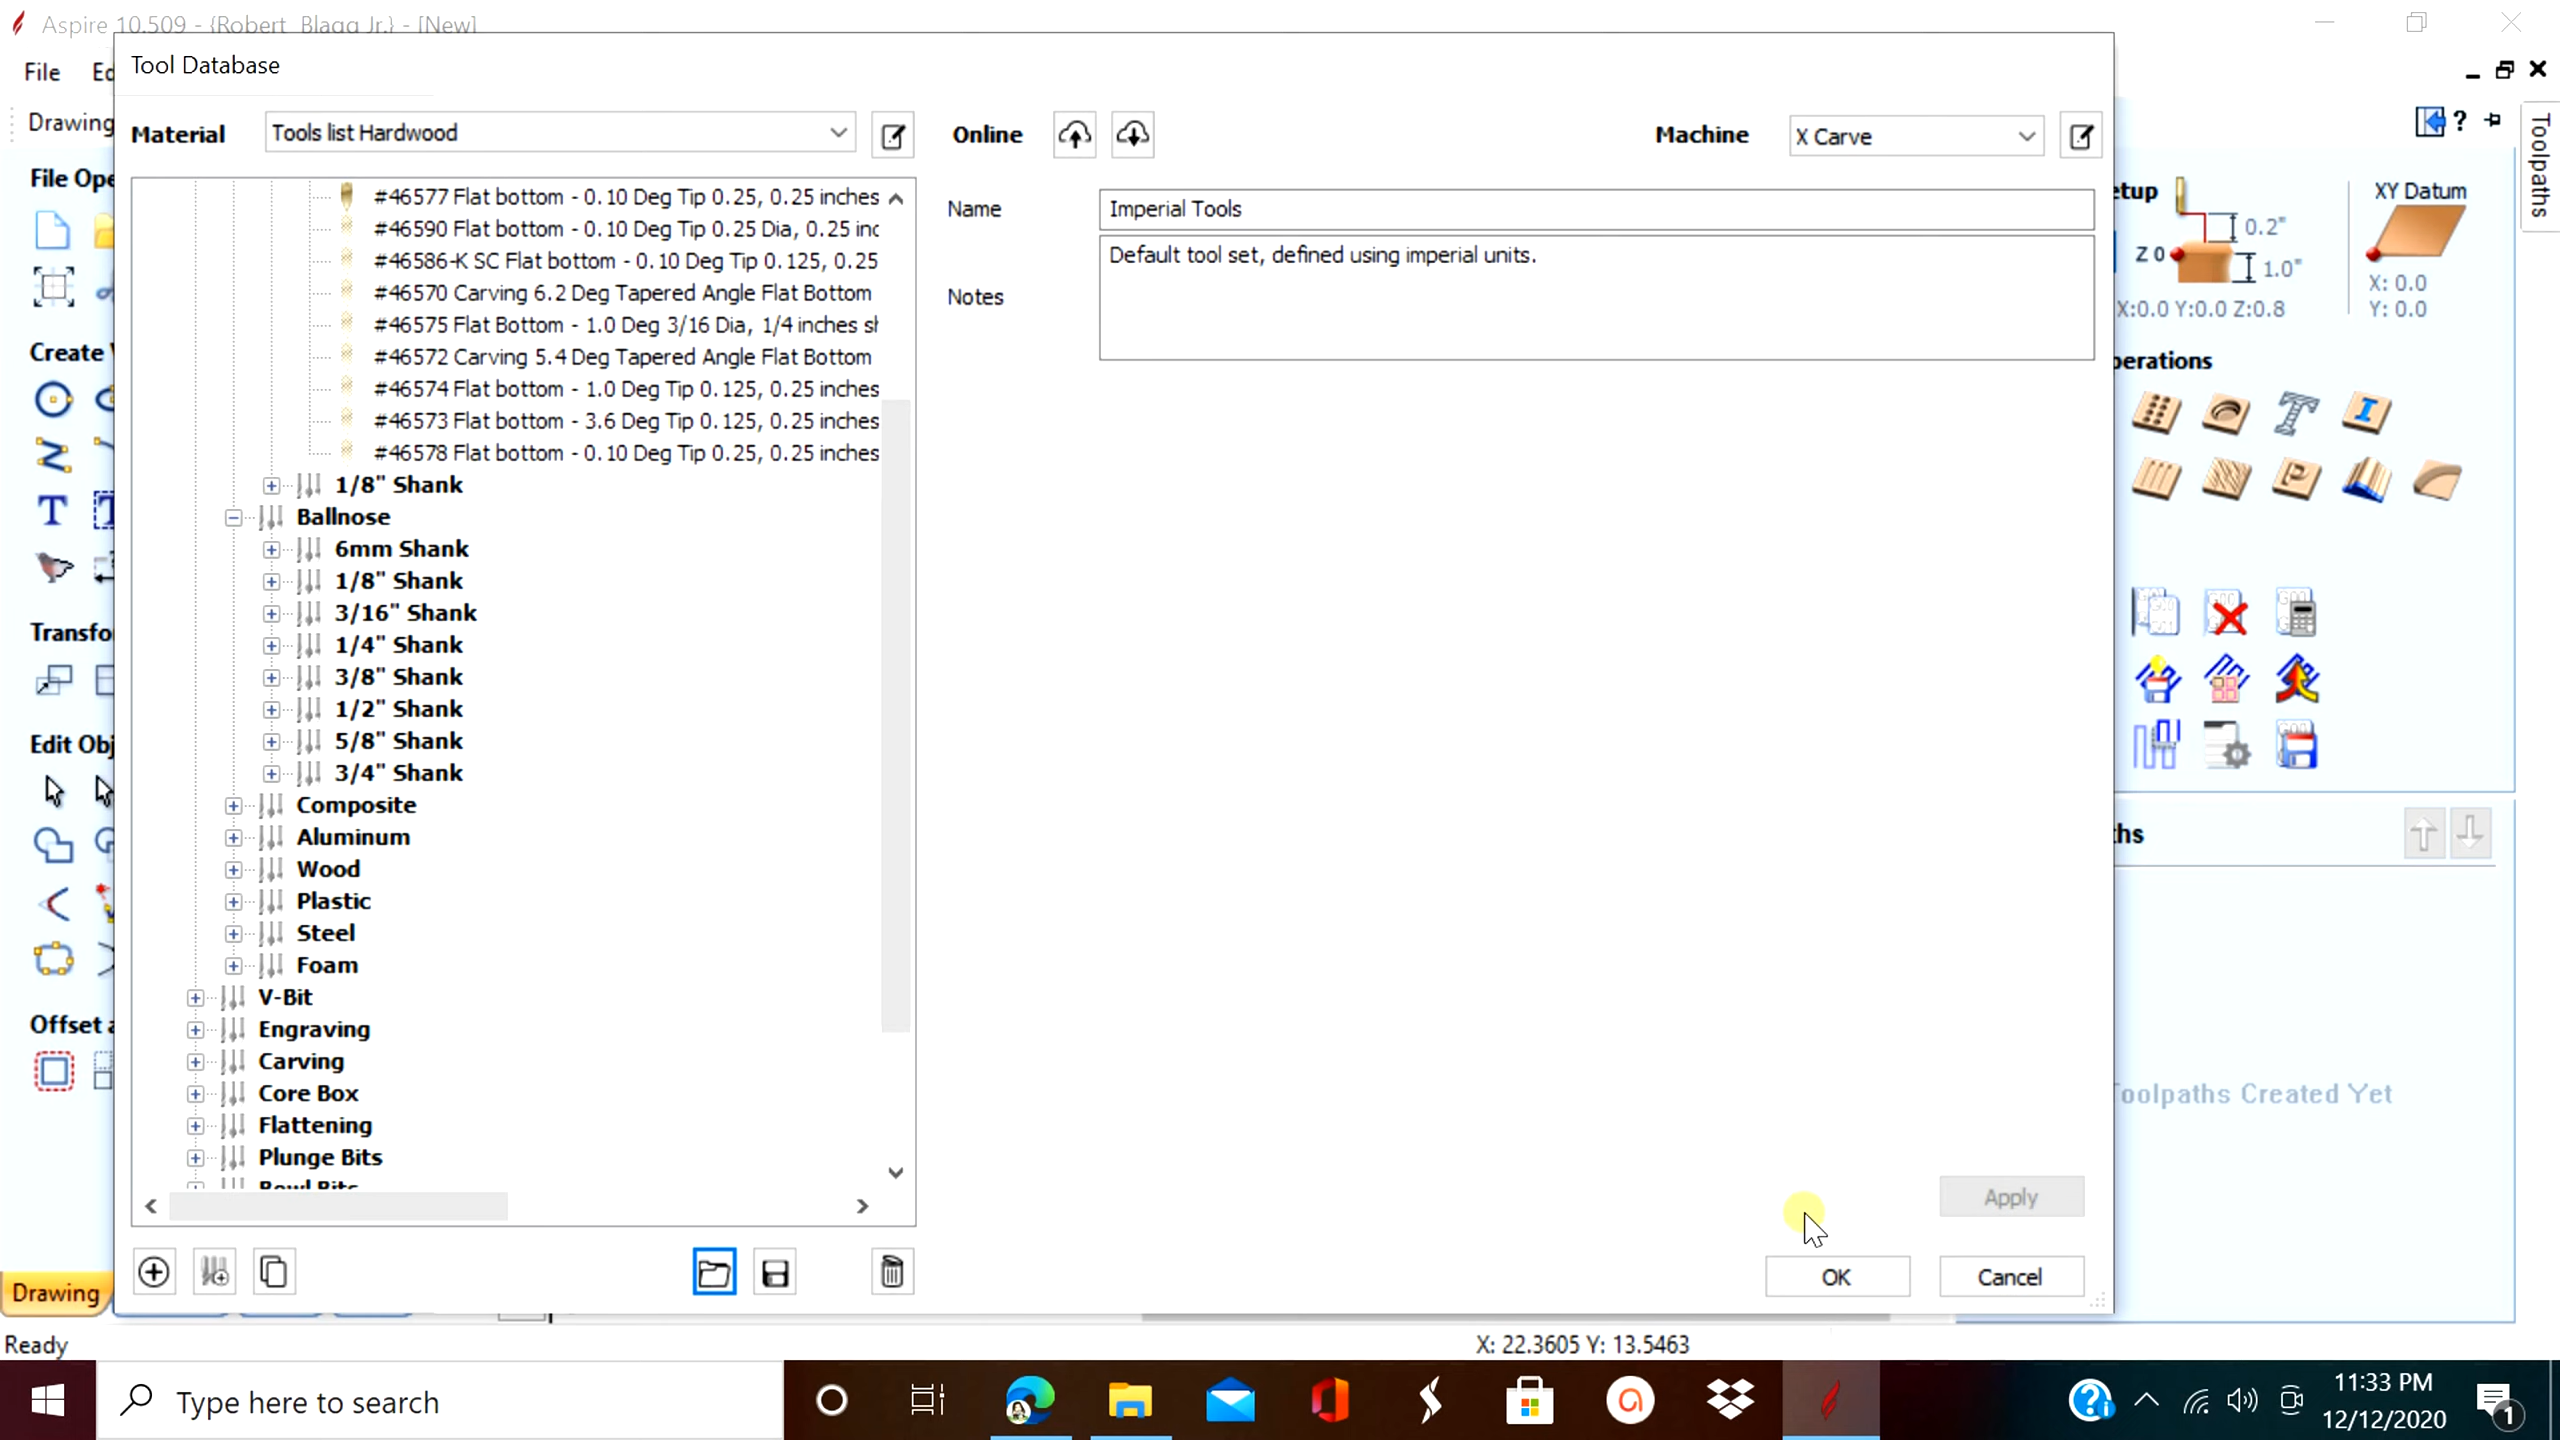 Aspire 10.509 - {Robert Blagg Jr.} - [New]
File
Tool Database
Drawing
Material
Tools list Hardwood
Online
Machine
X Carve
Toolpaths
File Ope
#46577 Flat bottom - 0.10 Deg Tip 0.25, 0.25 inches
#46590 Flat bottom - 0.10 Deg Tip 0.25 Dia, 0.25 inc
#46586-K SC Flat bottom - 0.10 Deg Tip 0.125, 0.25
#46570 Carving 6.2 Deg Tapered Angle Flat Bottom
#46575 Flat Bottom - 1.0 Deg 3/16 Dia, 1/4 inches sh
#46572 Carving 5.4 Deg Tapered Angle Flat Bottom
#46574 Flat bottom - 1.0 Deg Tip 0.125, 0.25 inches
#46573 Flat bottom - 3.6 Deg Tip 0.125, 0.25 inches
#46578 Flat bottom - 0.10 Deg Tip 0.25, 0.25 inches
1/8" Shank
Ballnose
6mm Shank
1/8" Shank
3/16" Shank
1/4" Shank
3/8" Shank
1/2" Shank
5/8" Shank
3/4" Shank
Composite
Aluminum
Wood
Plastic
Steel
Foam
V-Bit
Engraving
Carving
Core Box
Flattening
Plunge Bits
Bowl Bits
Name
Imperial Tools
Notes
Default tool set, defined using imperial units.
etup
XY Datum
0.2"
Z 0
1.0"
X: 0.0
X:0.0 Y:0.0 Z:0.8
Y: 0.0
perations
Create
Transfo
Edit Obj
Offset a
ths
Toolpaths Created Yet
Apply
OK
Cancel
Drawing
Ready
X: 22.3605 Y: 13.5463
Type here to search
11:33 PM
12/12/2020
1